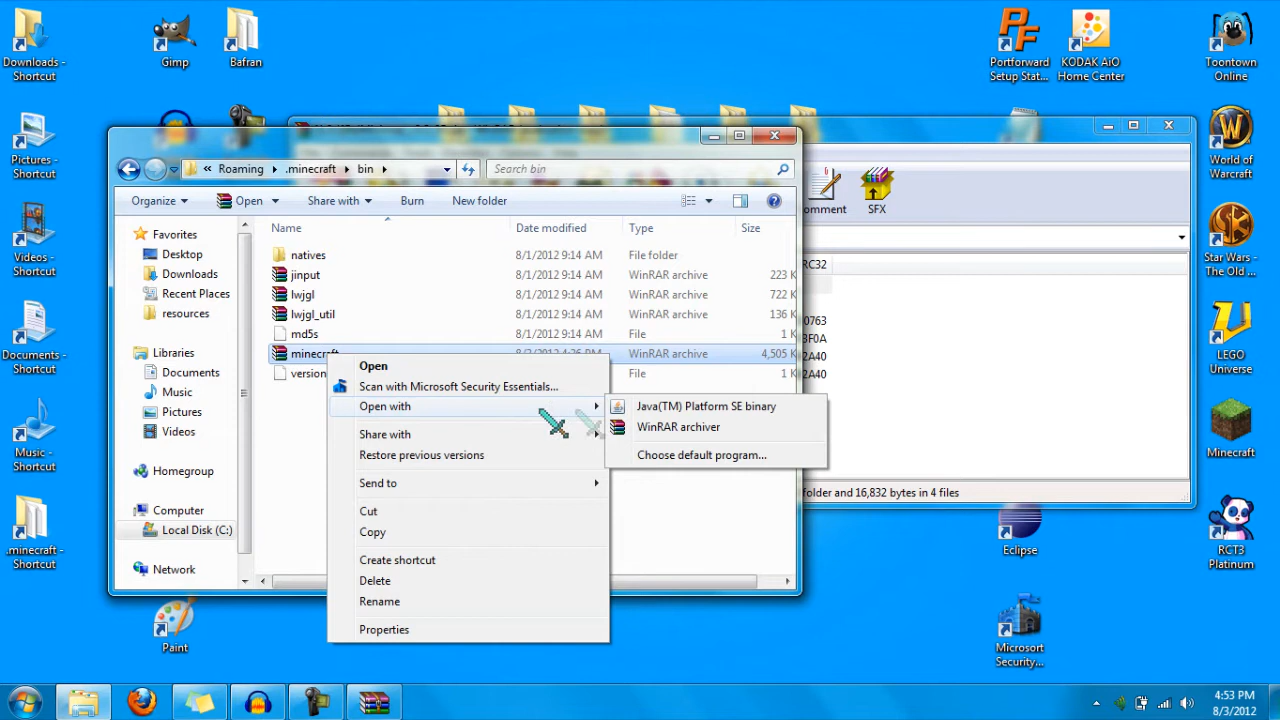 Downloads -
Shortcut
Gimp
Bafran
Portforward
Setup Stat...
KODAK AiO
Home Center
Toontown
Online
Pictures -
Shortcut
World of
Warcraft
Videos -
Shortcut
Star Wars -
The Old ...
Documents -
Shortcut
LEGO
Universe
Music -
Shortcut
Minecraft
.minecraft -
Shortcut
Eclipse
RCT3
Platinum
Paint
Microsort
Security...
« Roaming
.minecraft
bin
Search bin
Organize
Open
Share with
Burn
New folder
Name
Date modified
Type
Size
Favorites
Desktop
Downloads
Recent Places
resources
Libraries
Documents
Music
Pictures
Videos
Homegroup
Computer
Local Disk (C:)
Network
natives 8/1/2012 9:14 AM File folder
jinput 8/1/2012 9:14 AM WinRAR archive 223 K
lwjgl 8/1/2012 9:14 AM WinRAR archive 722 K
lwjgl_util 8/1/2012 9:14 AM WinRAR archive 136 K
md5s 8/1/2012 9:14 AM File 1 K
minecraft WinRAR archive 4,505 K
version File 1 K
Open
Scan with Microsoft Security Essentials...
Open with
Share with
Restore previous versions
Send to
Cut
Copy
Create shortcut
Delete
Rename
Properties
Java(TM) Platform SE binary
WinRAR archiver
Choose default program...
omment
SFX
RC32
0763
3F0A
2A40
2A40
folder and 16,832 bytes in 4 files
4:53 PM
8/3/2012